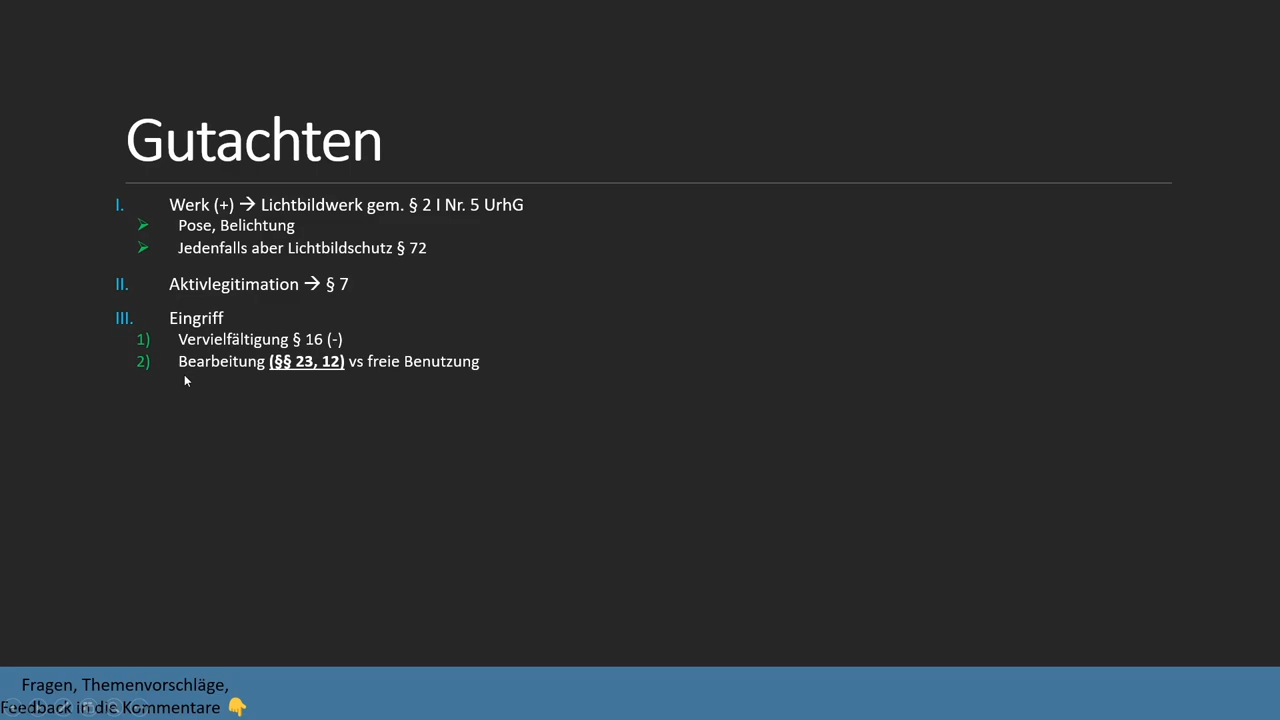 Gutachten
I. Werk (+) → Lichtbildwerk gem. § 2 I Nr. 5 UrhG
➢ Pose, Belichtung
➢ Jedenfalls aber Lichtbildschutz § 72
II. Aktivlegitimation → § 7
III. Eingriff
1) Vervielfältigung § 16 (-)
2) Bearbeitung (§§ 23, 12) vs freie Benutzung
Fragen, Themenvorschläge,
Feedback in die Kommentare 👇